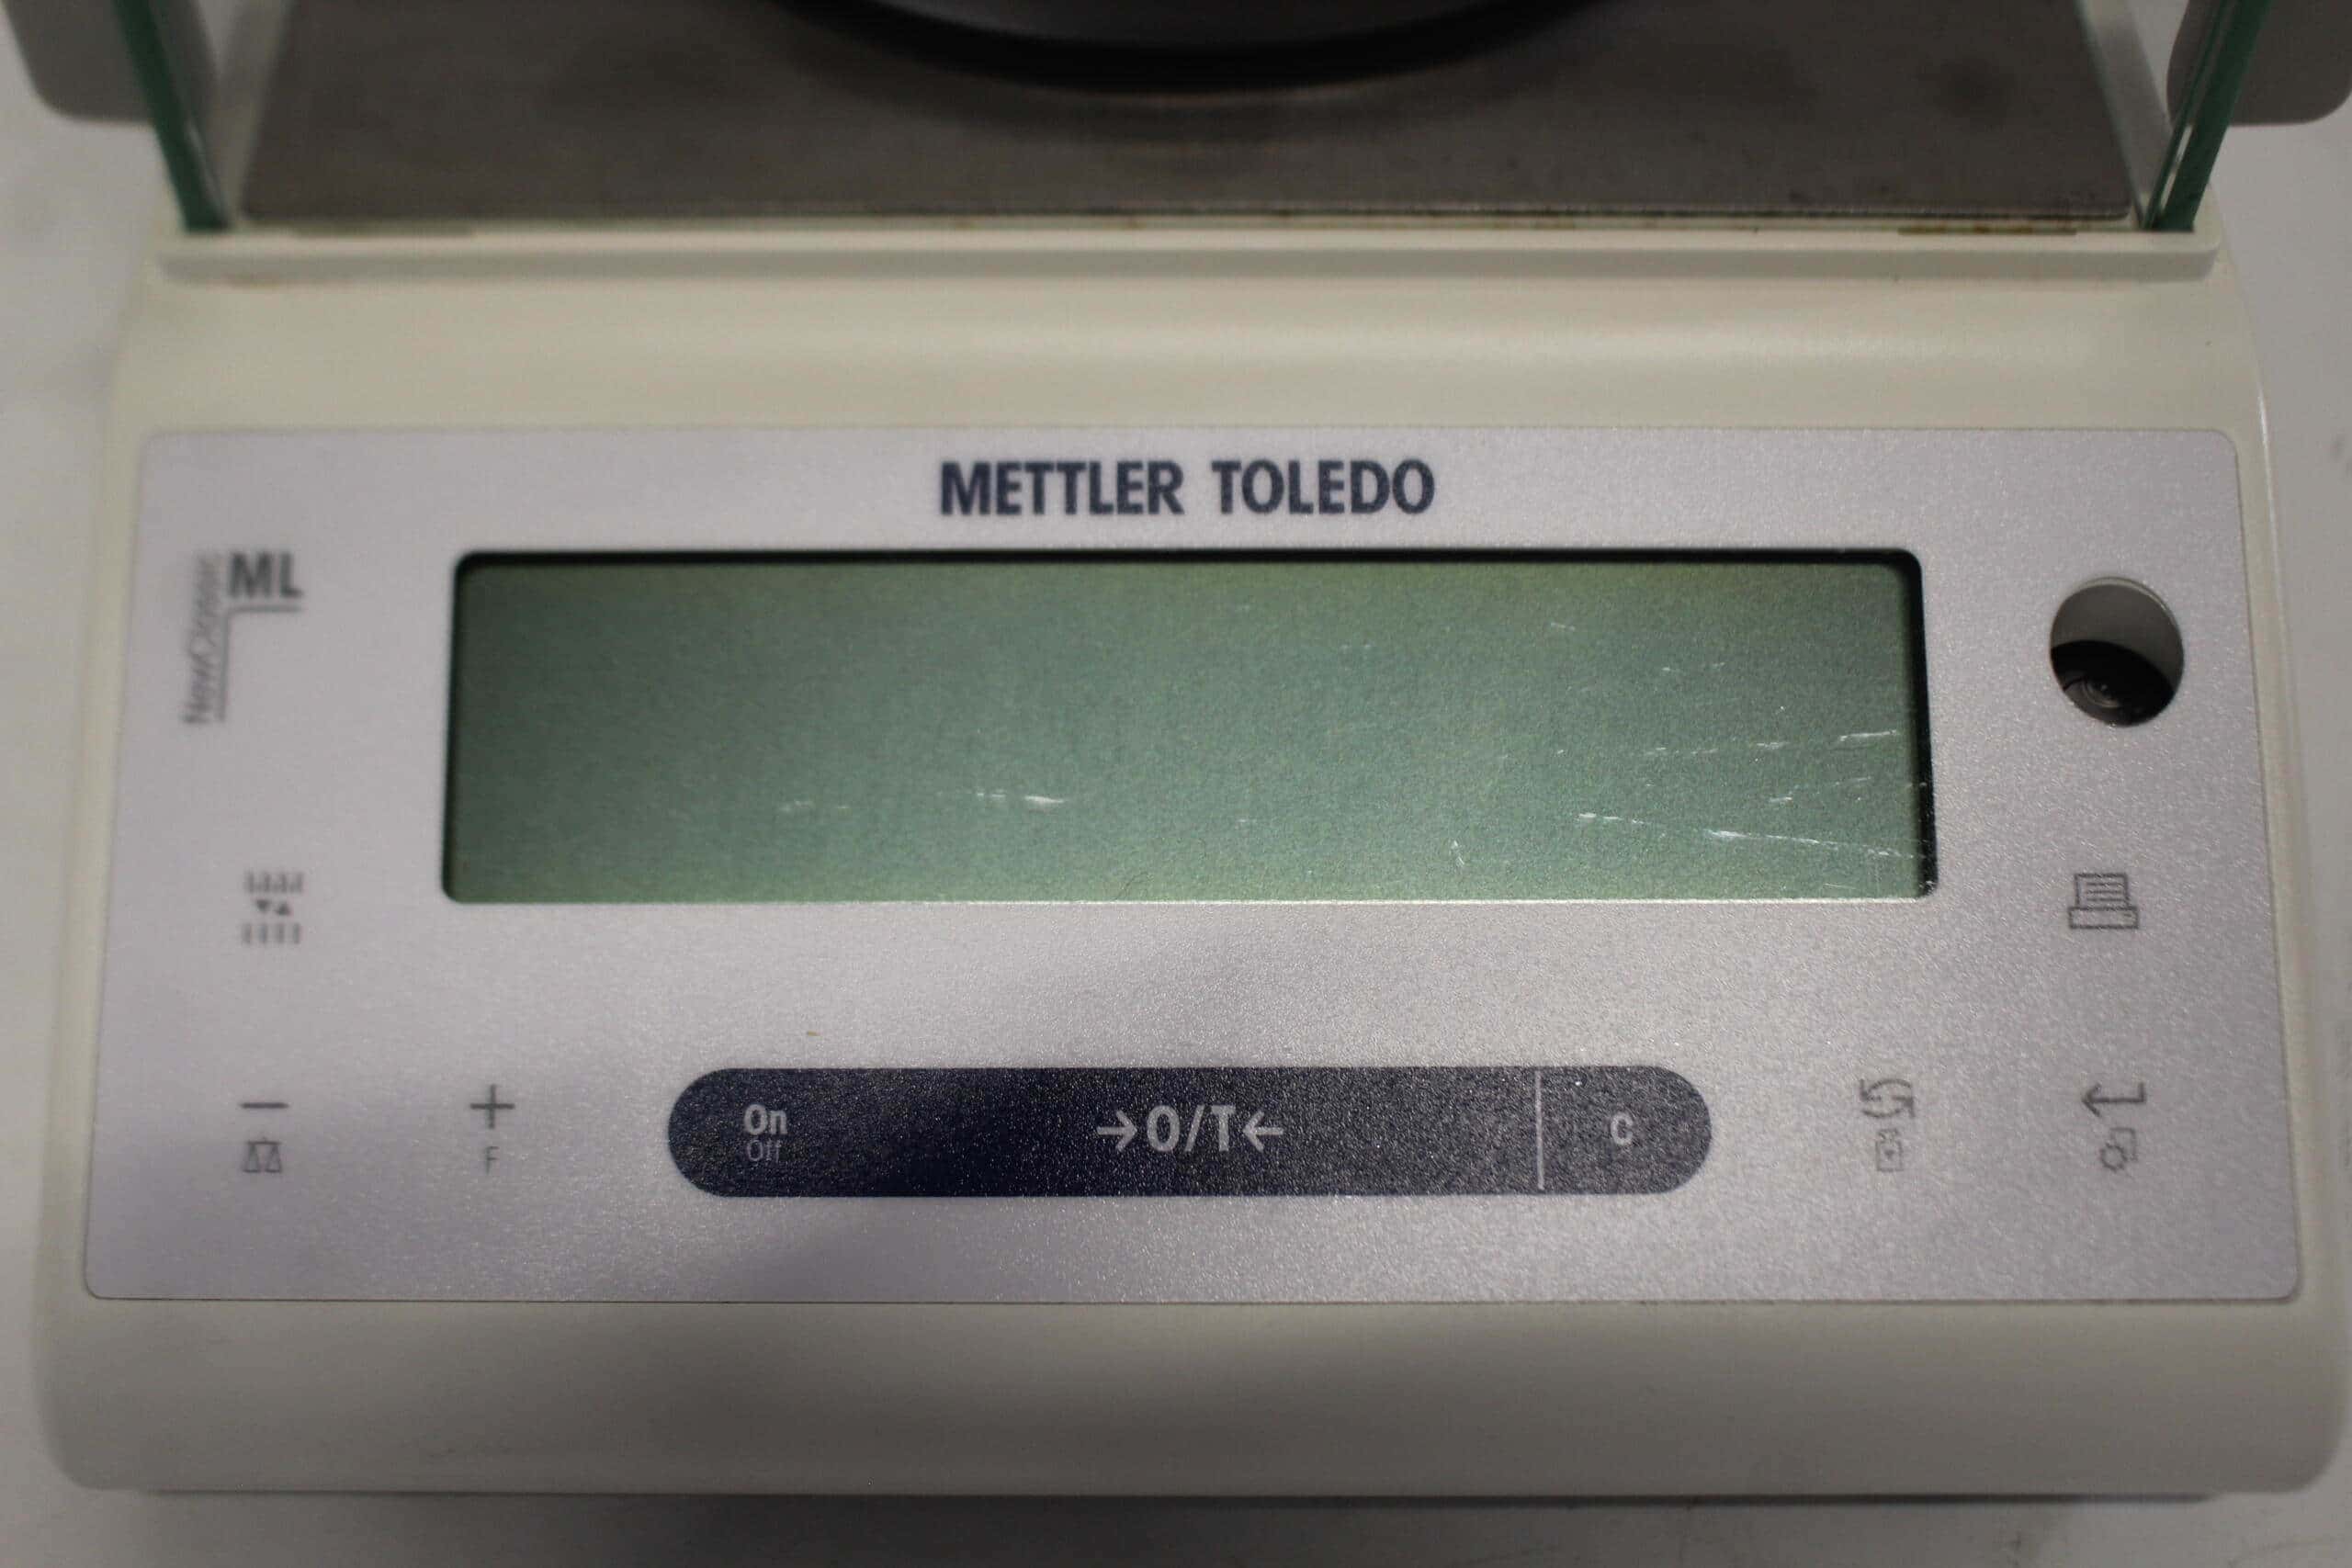 METTLER TOLEDO
ML
NewClassic
−
+
F
On
Off
→0/T←
C